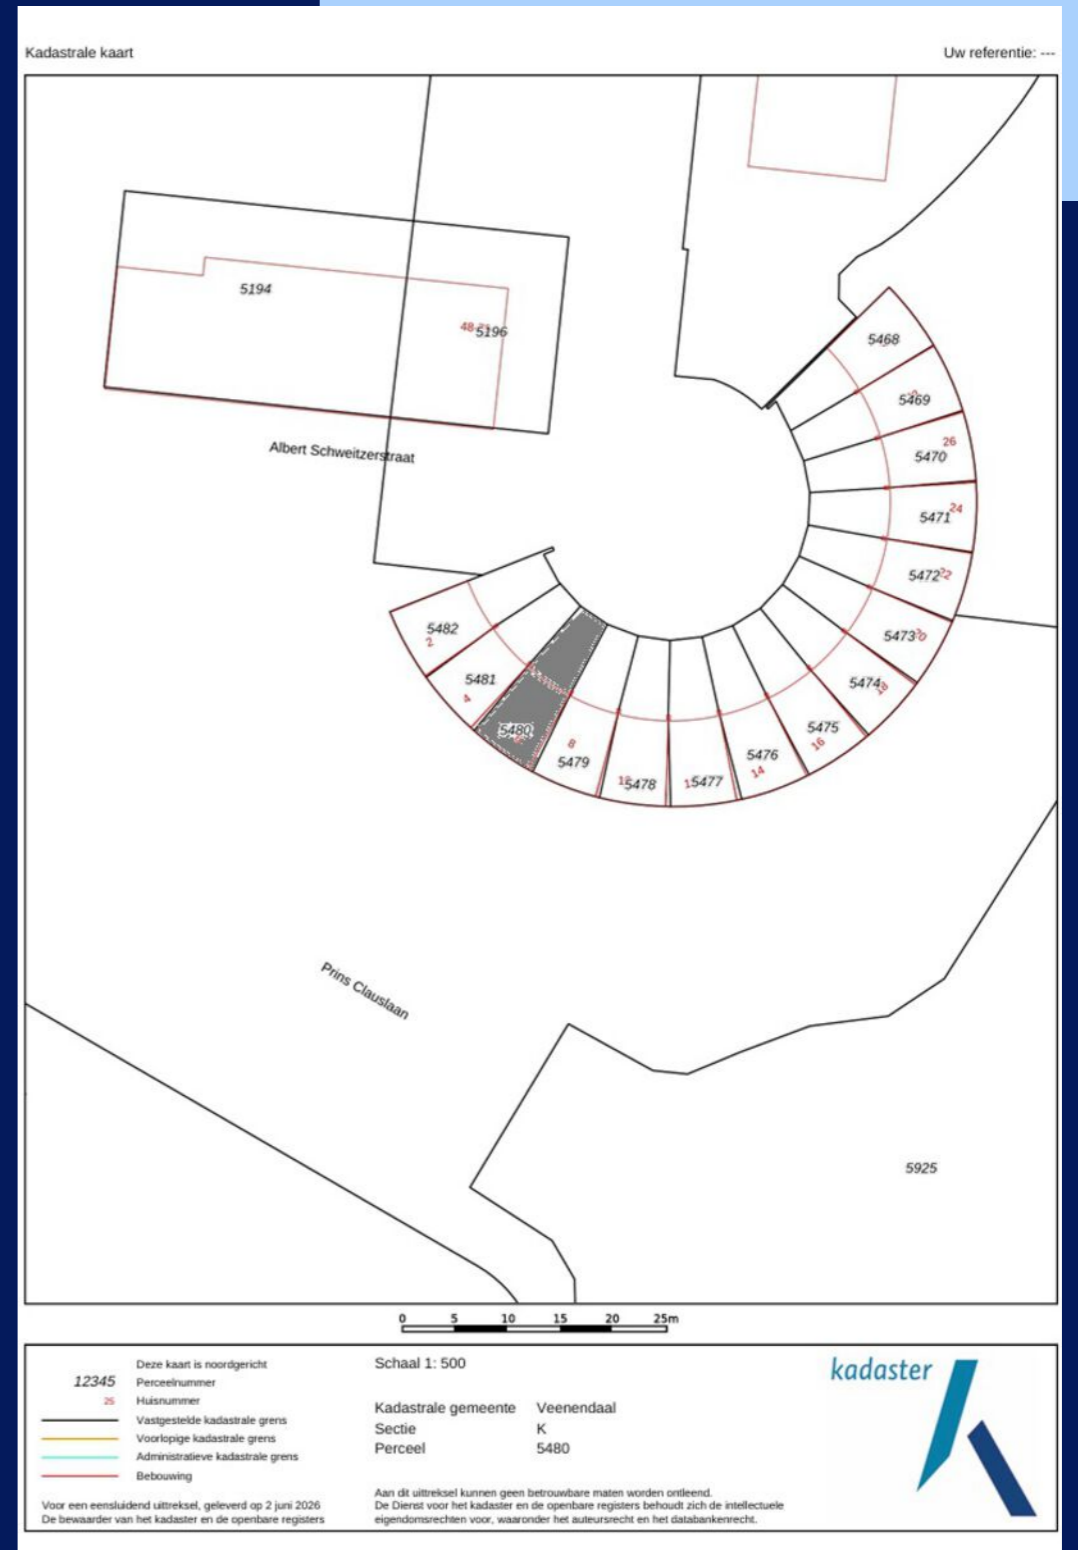 Kadastrale kaart
Uw referentie: ---
5194
5196
Albert Schweitzerstraat
5468
5469
26
5470
24
5471
22
5472
20
5473
18
5474
16
5475
14
5476
5477
5478
8
5479
5480
4
5481
2
5482
Prins Clauslaan
5925
0 5 10 15 20 25m
Deze kaart is noordgericht
12345 Perceelnummer
25 Huisnummer
Vastgestelde kadastrale grens
Voorlopige kadastrale grens
Administratieve kadastrale grens
Bebouwing
Voor een eensluidend uittreksel, geleverd op 2 juni 2026
De bewaarder van het kadaster en de openbare registers
Schaal 1: 500
Kadastrale gemeente Veenendaal
Sectie K
Perceel 5480
Aan dit uittreksel kunnen geen betrouwbare maten worden ontleend.
De Dienst voor het kadaster en de openbare registers behoudt zich de intellectuele
eigendomsrechten voor, waaronder het auteursrecht en het databankenrecht.
kadaster